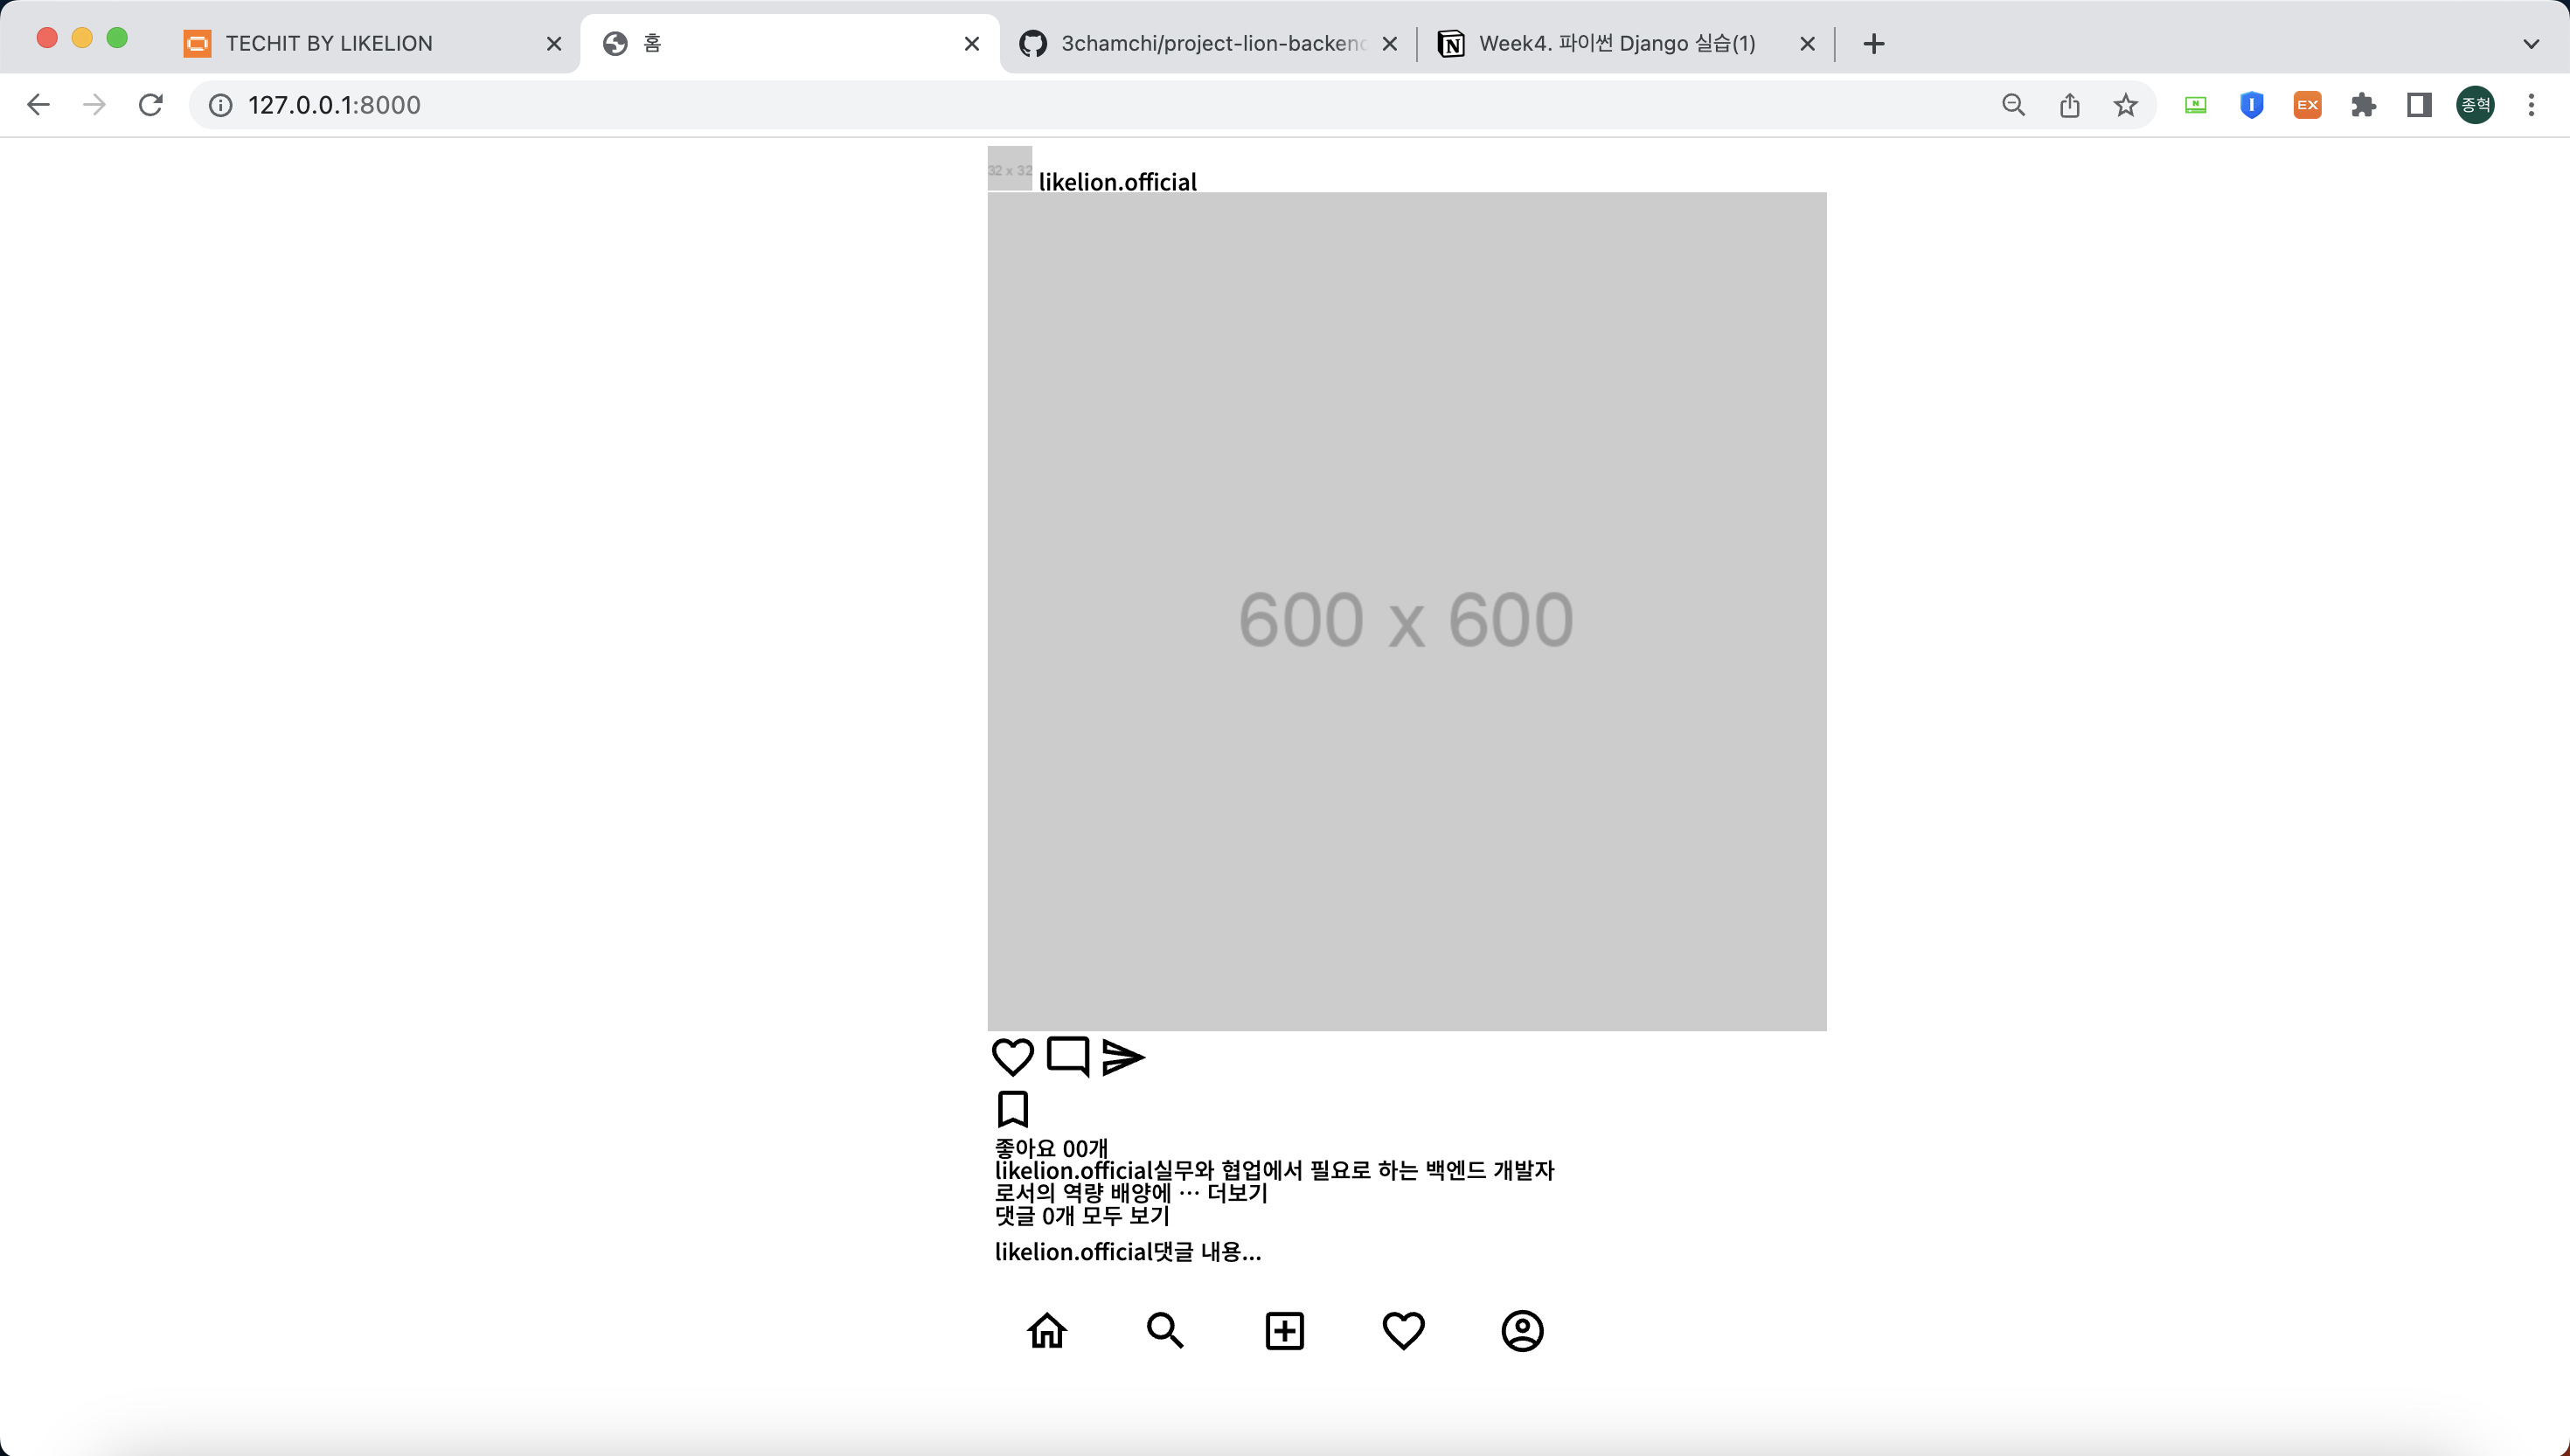 TECHIT BY LIKELION
홈
3chamchi/project-lion-backend
Week4. 파이썬 Django 실습(1)
127.0.0.1:8000
EX
종혁
32 x 32
likelion.official
600 x 600
좋아요 00개
likelion.official실무와 협업에서 필요로 하는 백엔드 개발자
로서의 역량 배양에 … 더보기
댓글 0개 모두 보기
likelion.official댓글 내용...